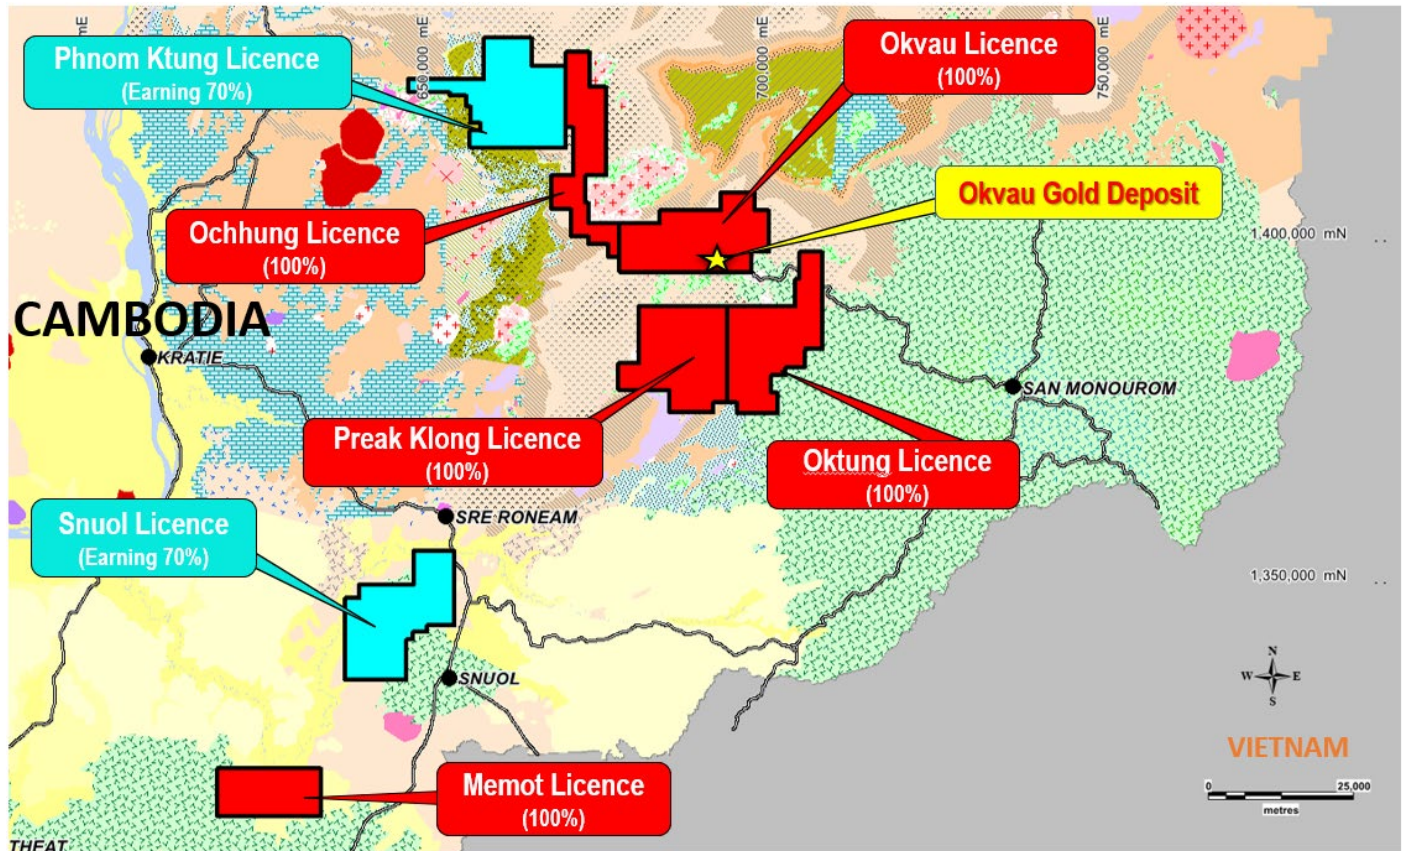 mE
650,000 mE
700,000 mE
750,000 mE
Phnom Ktung Licence
(Earning 70%)
Okvau Licence
(100%)
Okvau Gold Deposit
Ochhung Licence
(100%)
1,400,000 mN
CAMBODIA
KRATIE
SAN MONOUROM
Preak Klong Licence
(100%)
Oktung Licence
(100%)
Snuol Licence
(Earning 70%)
SRE RONEAM
1,350,000 mN
SNUOL
N
W E
S
VIETNAM
0 25,000
metres
Memot Licence
(100%)
THEAT